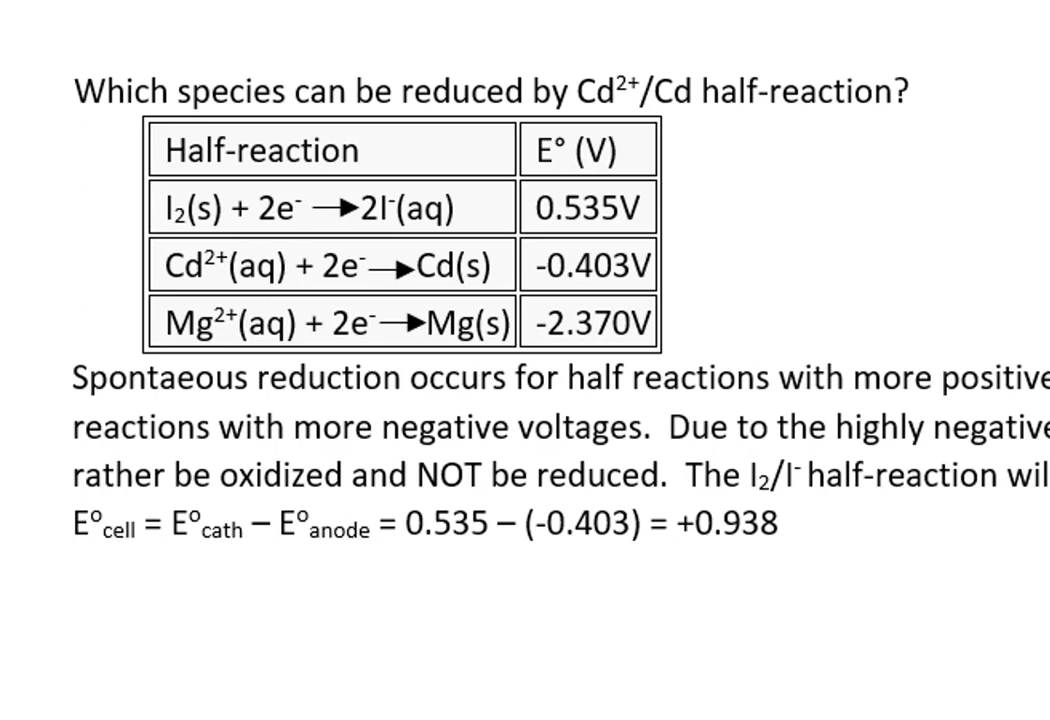 Which species can be reduced by Cd²⁺/Cd half-reaction?
Half-reaction E° (V)
I₂(s) + 2e⁻ → 2I⁻(aq) 0.535V
Cd²⁺(aq) + 2e⁻ → Cd(s) -0.403V
Mg²⁺(aq) + 2e⁻ → Mg(s) -2.370V
Spontaeous reduction occurs for half reactions with more positive
reactions with more negative voltages. Due to the highly negative
rather be oxidized and NOT be reduced. The I₂/I⁻ half-reaction wil
E°cell = E°cath – E°anode = 0.535 – (-0.403) = +0.938